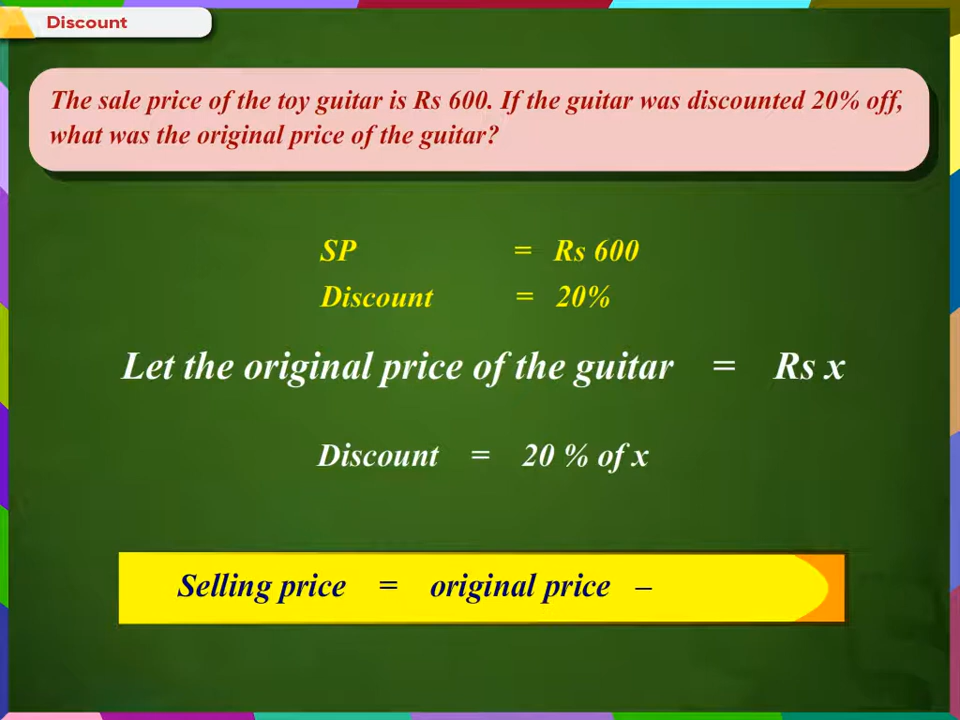 Discount
The sale price of the toy guitar is Rs 600. If the guitar was discounted 20% off,
what was the original price of the guitar?
SP = Rs 600
Discount = 20%
Let the original price of the guitar = Rs x
Discount = 20 % of x
Selling price = original price –